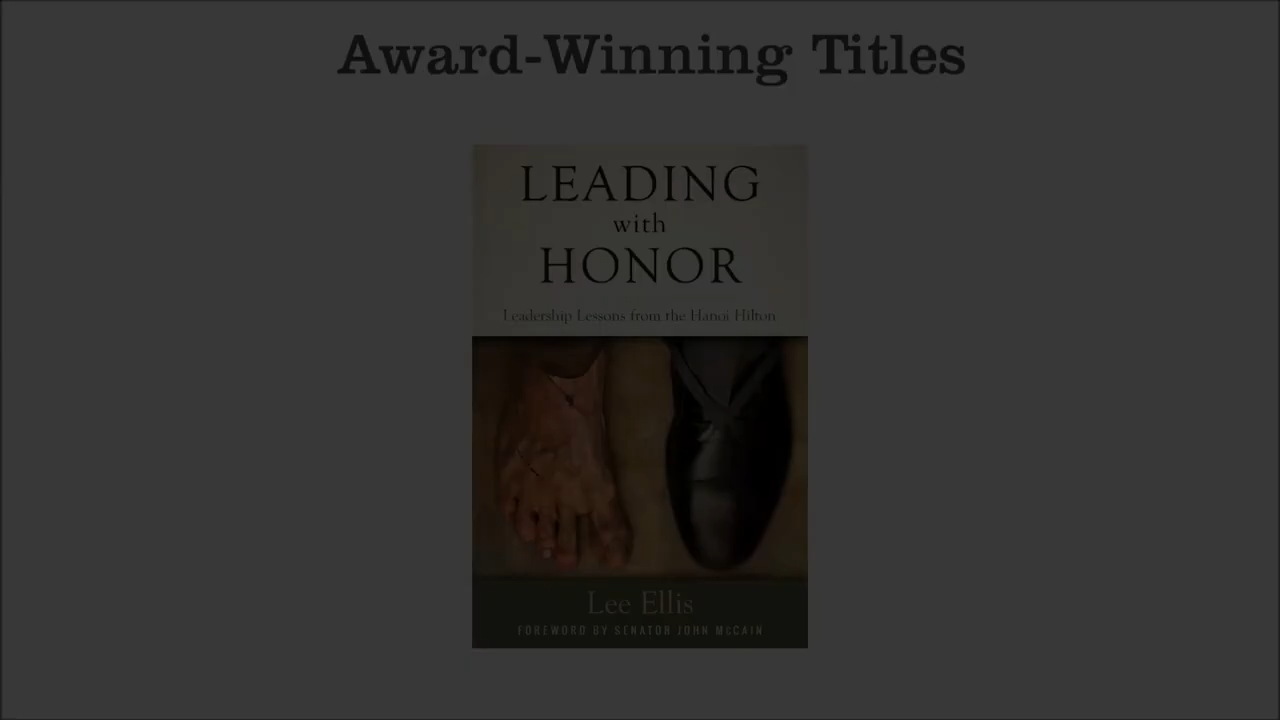 Award-Winning Titles
LEADING
with
HONOR
Leadership Lessons from the Hanoi Hilton
Lee Ellis
FOREWORD BY SENATOR JOHN McCAIN